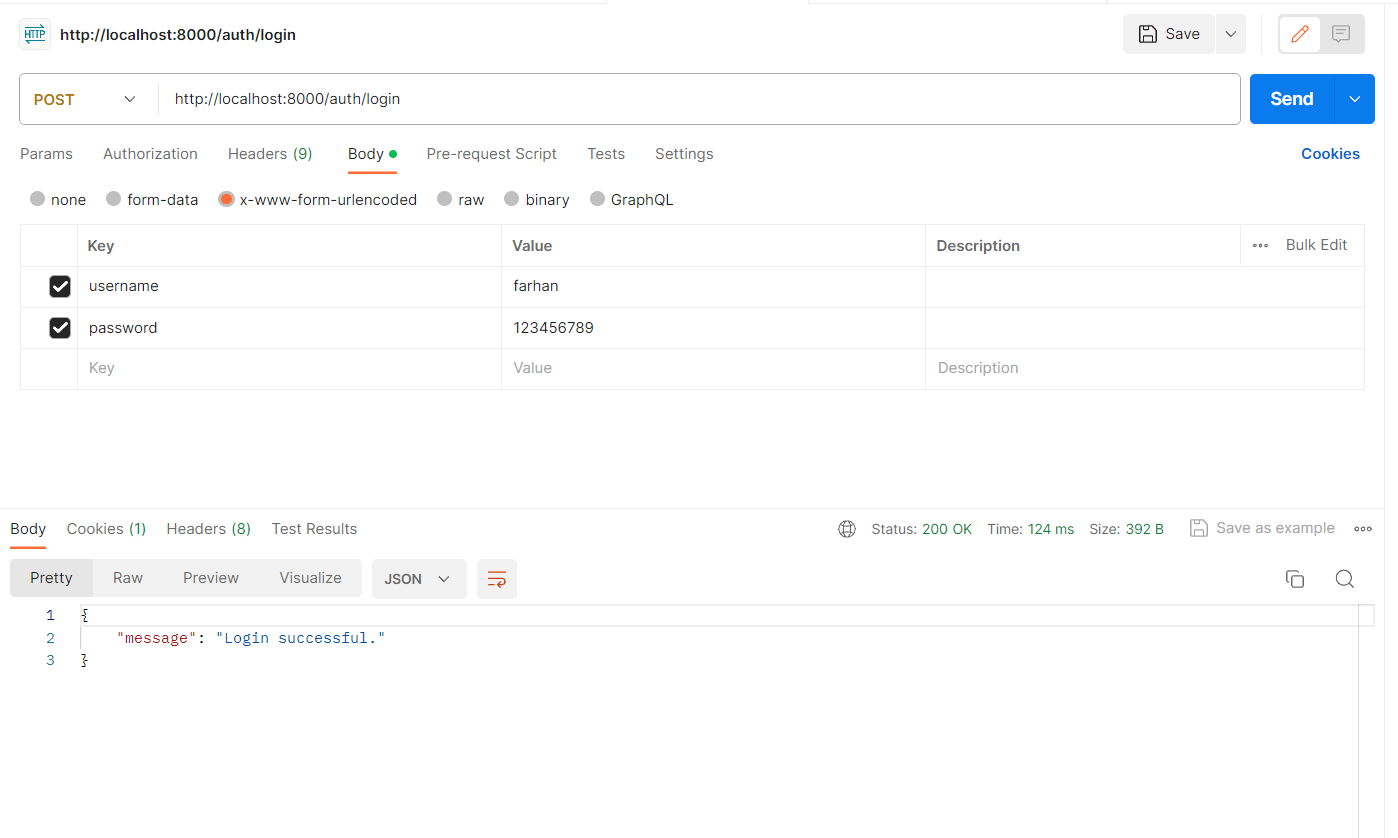 HTTP http://localhost:8000/auth/login Save
POST http://localhost:8000/auth/login Send
Params Authorization Headers (9) Body Pre-request Script Tests Settings Cookies
none form-data x-www-form-urlencoded raw binary GraphQL
Key Value Description Bulk Edit
username farhan
password 123456789
Key Value Description
Body Cookies (1) Headers (8) Test Results Status: 200 OK Time: 124 ms Size: 392 B Save as example
Pretty Raw Preview Visualize JSON
1 {
2 "message": "Login successful."
3 }